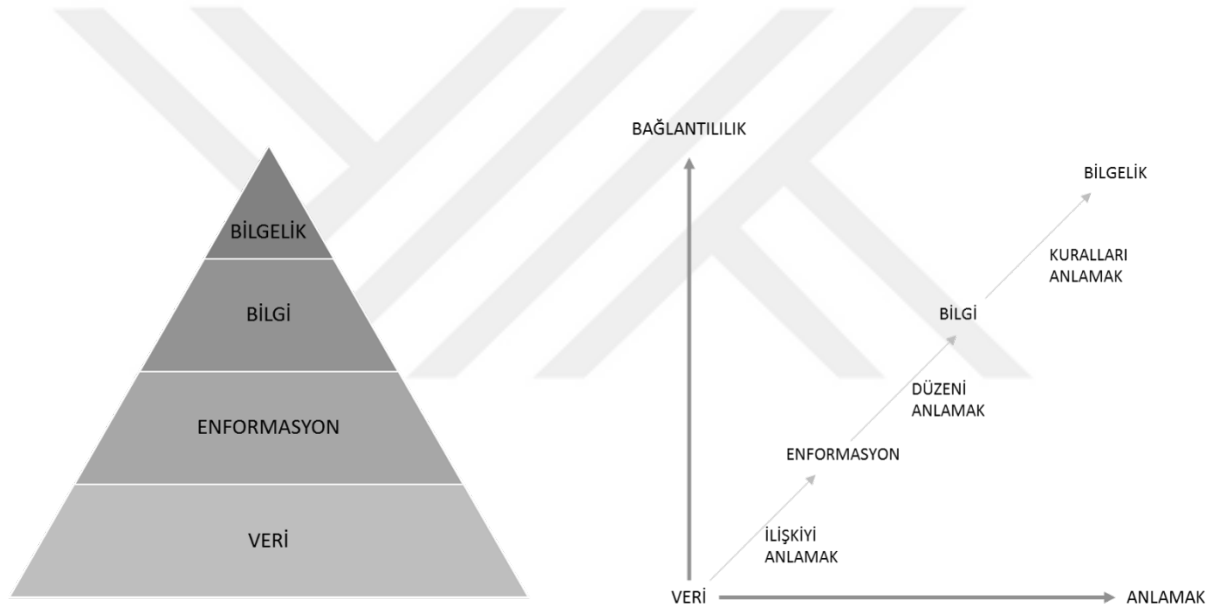 BİLGELİK
BİLGİ
ENFORMASYON
VERİ
BAĞLANTILILIK
BİLGELİK
KURALLARI
ANLAMAK
BİLGİ
DÜZENİ
ANLAMAK
ENFORMASYON
İLİŞKİYİ
ANLAMAK
VERİ
ANLAMAK